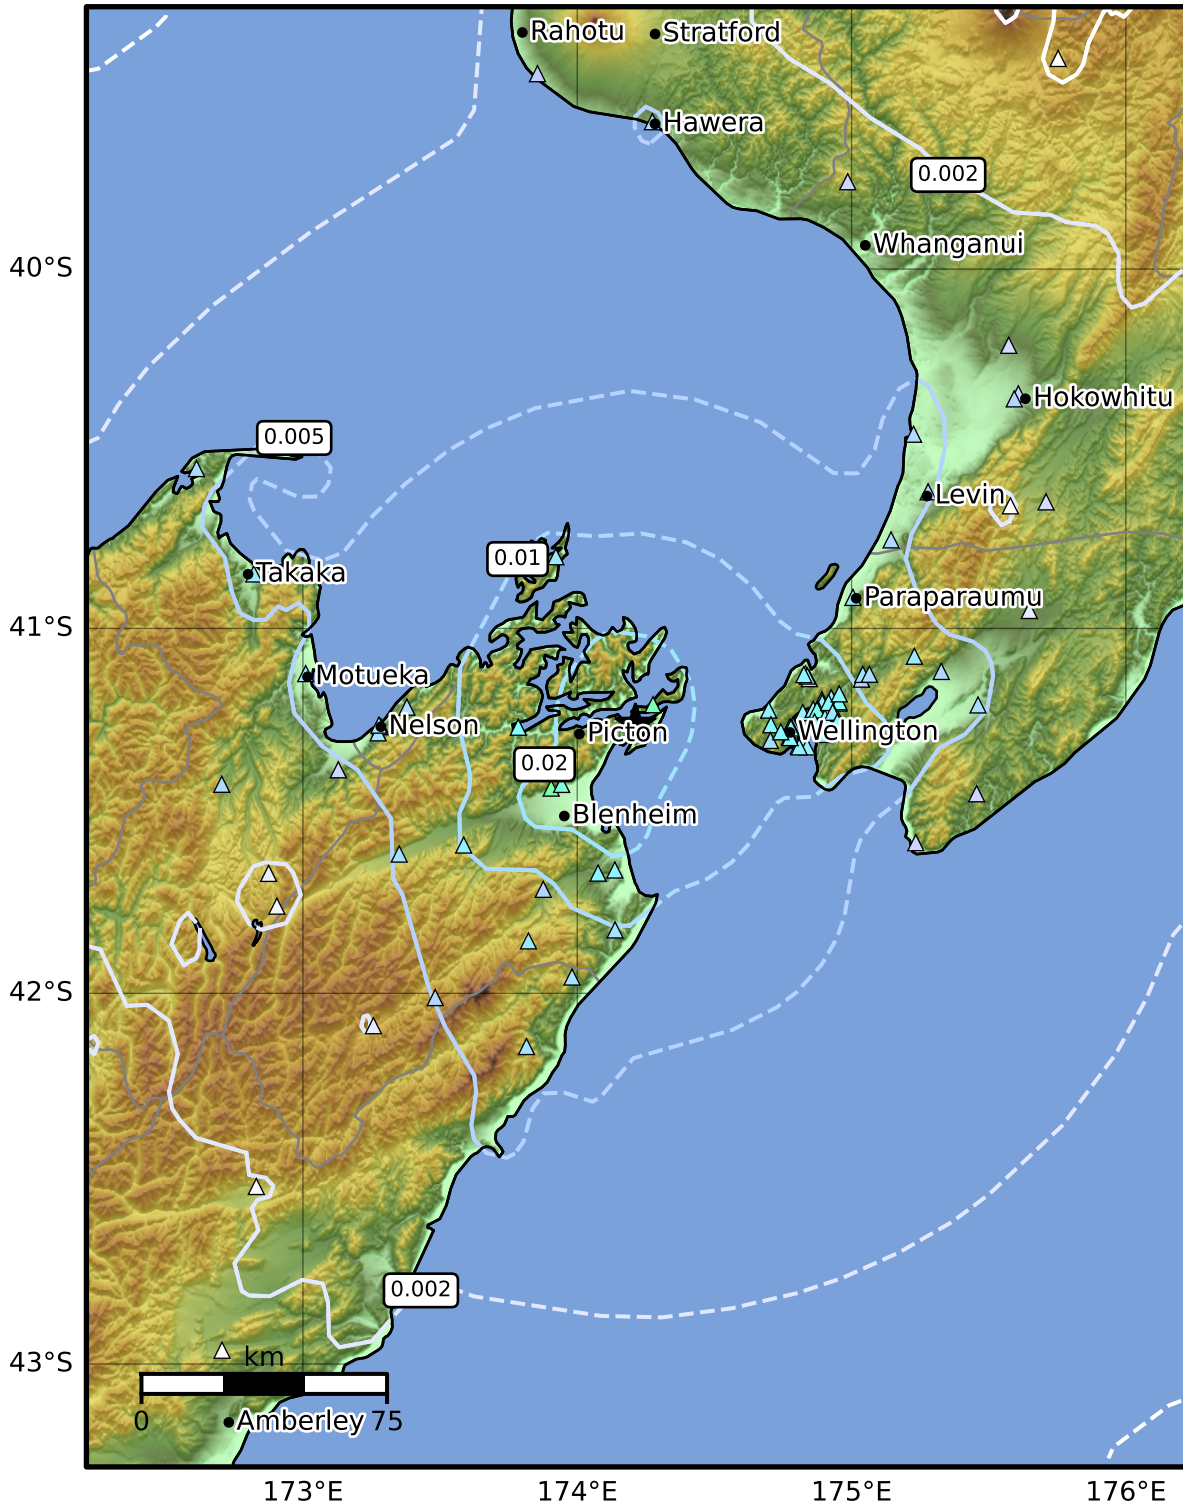 Rahotu
Stratford
Hawera
0.002
Whanganui
40°S
Hokowhitu
0.005
Levin
0.01
Takaka
Paraparaumu
41°S
Motueka
Nelson
Picton
Wellington
0.02
Blenheim
42°S
0.002
43°S
km
0
75
Amberley
173°E
174°E
175°E
176°E